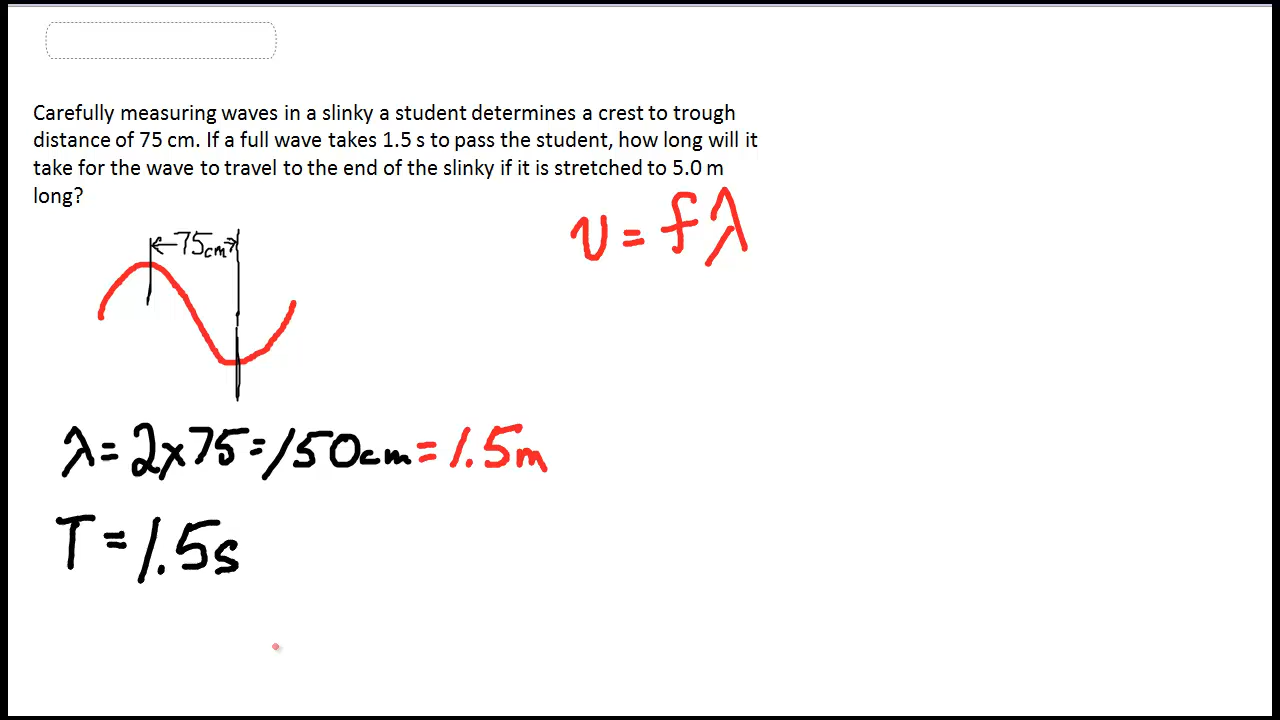 Carefully measuring waves in a slinky a student determines a crest to trough
distance of 75 cm. If a full wave takes 1.5 s to pass the student, how long will it
take for the wave to travel to the end of the slinky if it is stretched to 5.0 m
long?
v = fλ
75cm
λ = 2x75 = 150cm = 1.5m
T = 1.5s